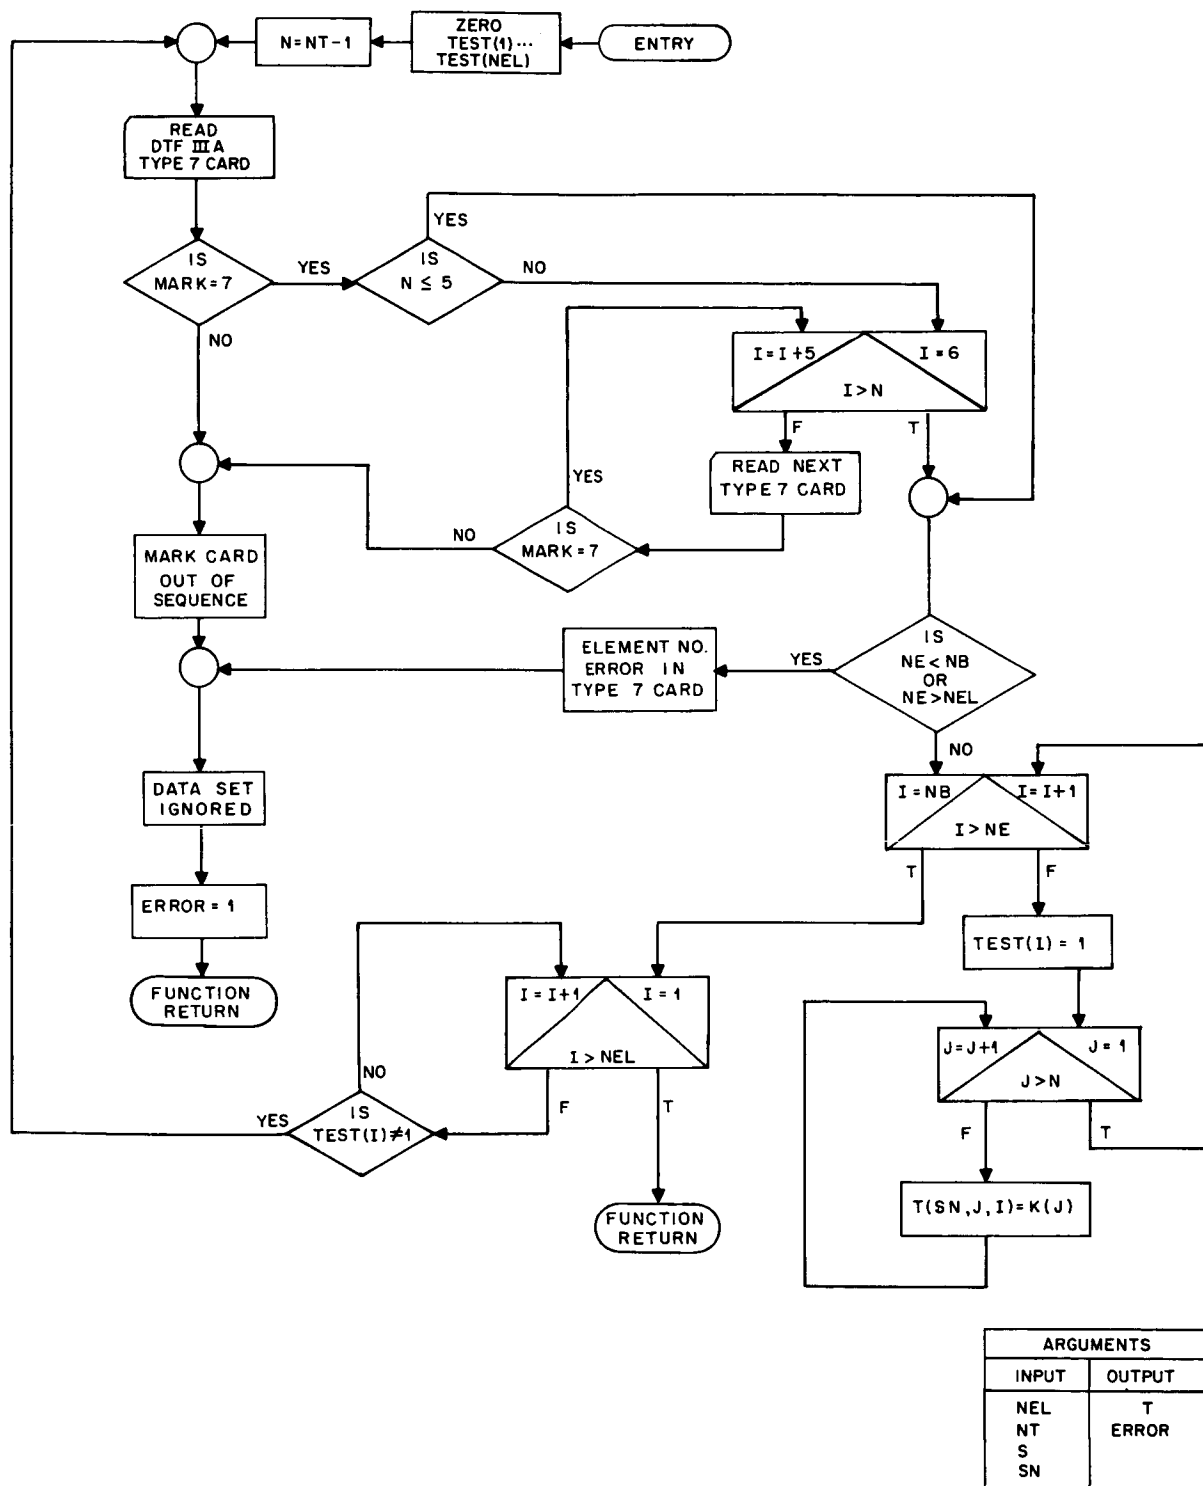 ENTRY
ZERO
TEST(1)...
TEST(NEL)
N=NT-1
READ
DTF III A
TYPE 7 CARD
IS
MARK=7
YES
NO
IS
N ≤ 5
YES
NO
I=I+5
I=6
I>N
F
T
READ NEXT
TYPE 7 CARD
IS
MARK=7
YES
NO
MARK CARD
OUT OF
SEQUENCE
IS
NE<NB
OR
NE>NEL
YES
NO
ELEMENT NO.
ERROR IN
TYPE 7 CARD
DATA SET
IGNORED
ERROR = 1
FUNCTION
RETURN
I=NB
I=I+1
I>NE
T
F
TEST(I) = 1
J=J+1
J=1
J>N
F
T
T(SN,J,I)=K(J)
I=I+1
I=1
I>NEL
F
T
IS
TEST(I)≠1
NO
YES
FUNCTION
RETURN
ARGUMENTS
INPUT OUTPUT
NEL T
NT ERROR
S
SN